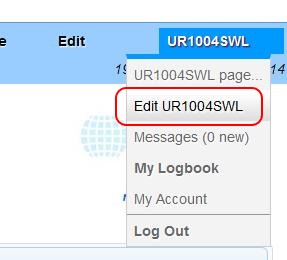 e Edit UR1004SWL
19 14
UR1004SWL page...
Edit UR1004SWL
Messages (0 new)
My Logbook
My Account
Log Out